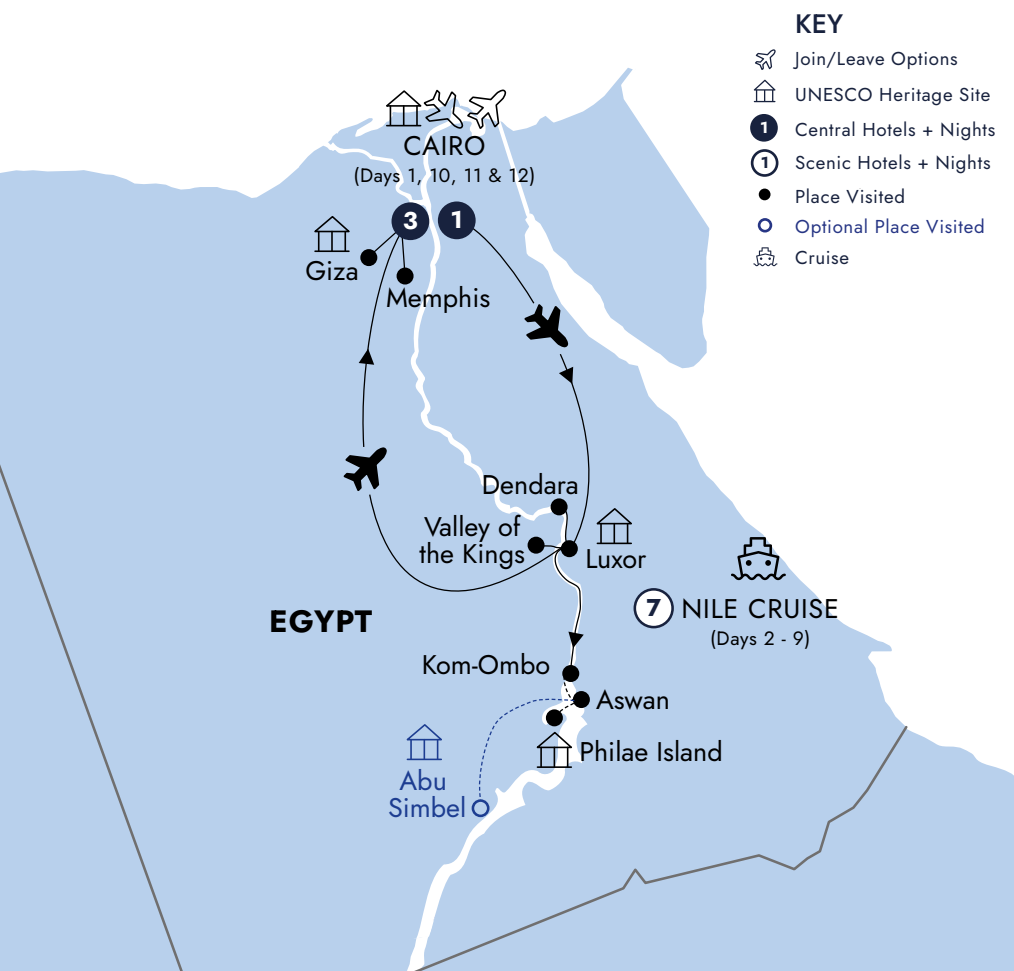 KEY
Join/Leave Options
UNESCO Heritage Site
1 Central Hotels + Nights
1 Scenic Hotels + Nights
Place Visited
Optional Place Visited
Cruise
CAIRO
(Days 1, 10, 11 & 12)
3 1
Giza
Memphis
Dendara
Valley of
the Kings
Luxor
7 NILE CRUISE
(Days 2 - 9)
EGYPT
Kom-Ombo
Aswan
Philae Island
Abu
Simbel